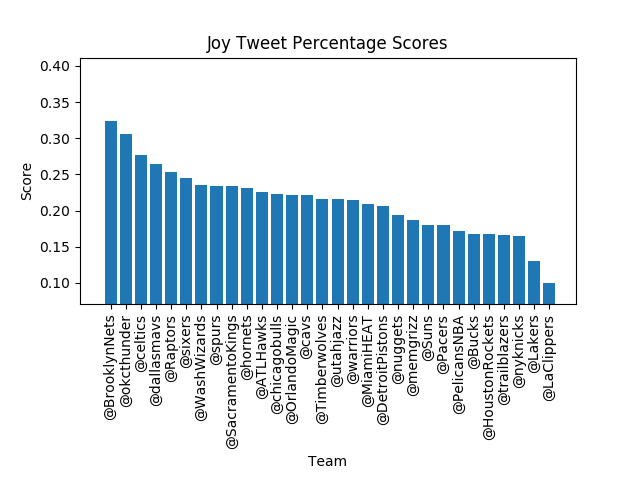 Joy Tweet Percentage Scores
0.40
0.35
0.30
0.25
0.20
0.15
0.10
Score
@BrooklynNets
@okcthunder
@celtics
@dallasmavs
@Raptors
@sixers
@WashWizards
@spurs
@SacramentoKings
@hornets
@ATLHawks
@chicagobulls
@OrlandoMagic
@cavs
@Timberwolves
@utahjazz
@warriors
@MiamiHEAT
@DetroitPistons
@nuggets
@memgrizz
@Suns
@Pacers
@PelicansNBA
@Bucks
@HoustonRockets
@trailblazers
@nyknicks
@Lakers
@LaClippers
Team